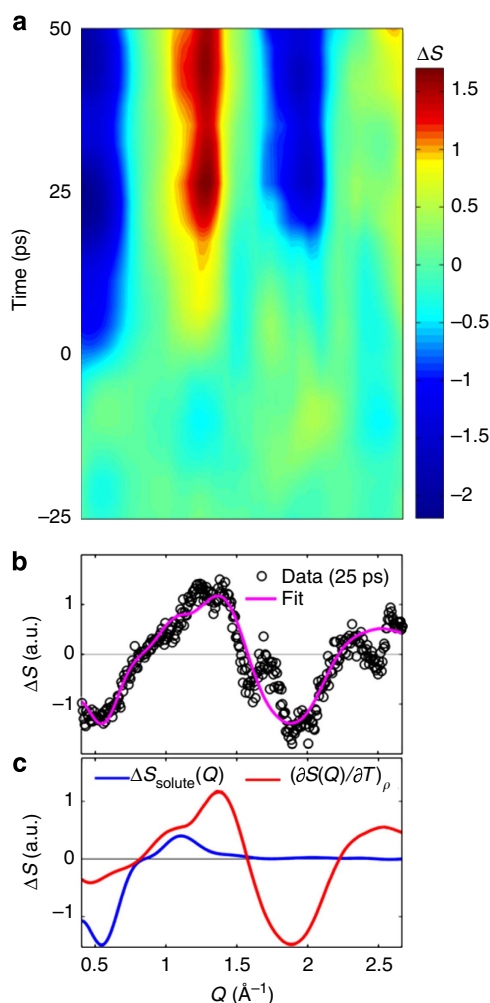 a
50
25
0
−25
Time (ps)
ΔS
1.5
1
0.5
0
−0.5
−1
−1.5
−2
b
1
0
−1
ΔS (a.u.)
Data (25 ps)
Fit
c
1
0
−1
ΔS (a.u.)
ΔSsolute(Q)
(∂S(Q)/∂T)ρ
0.5 1 1.5 2 2.5
Q (Å−1)